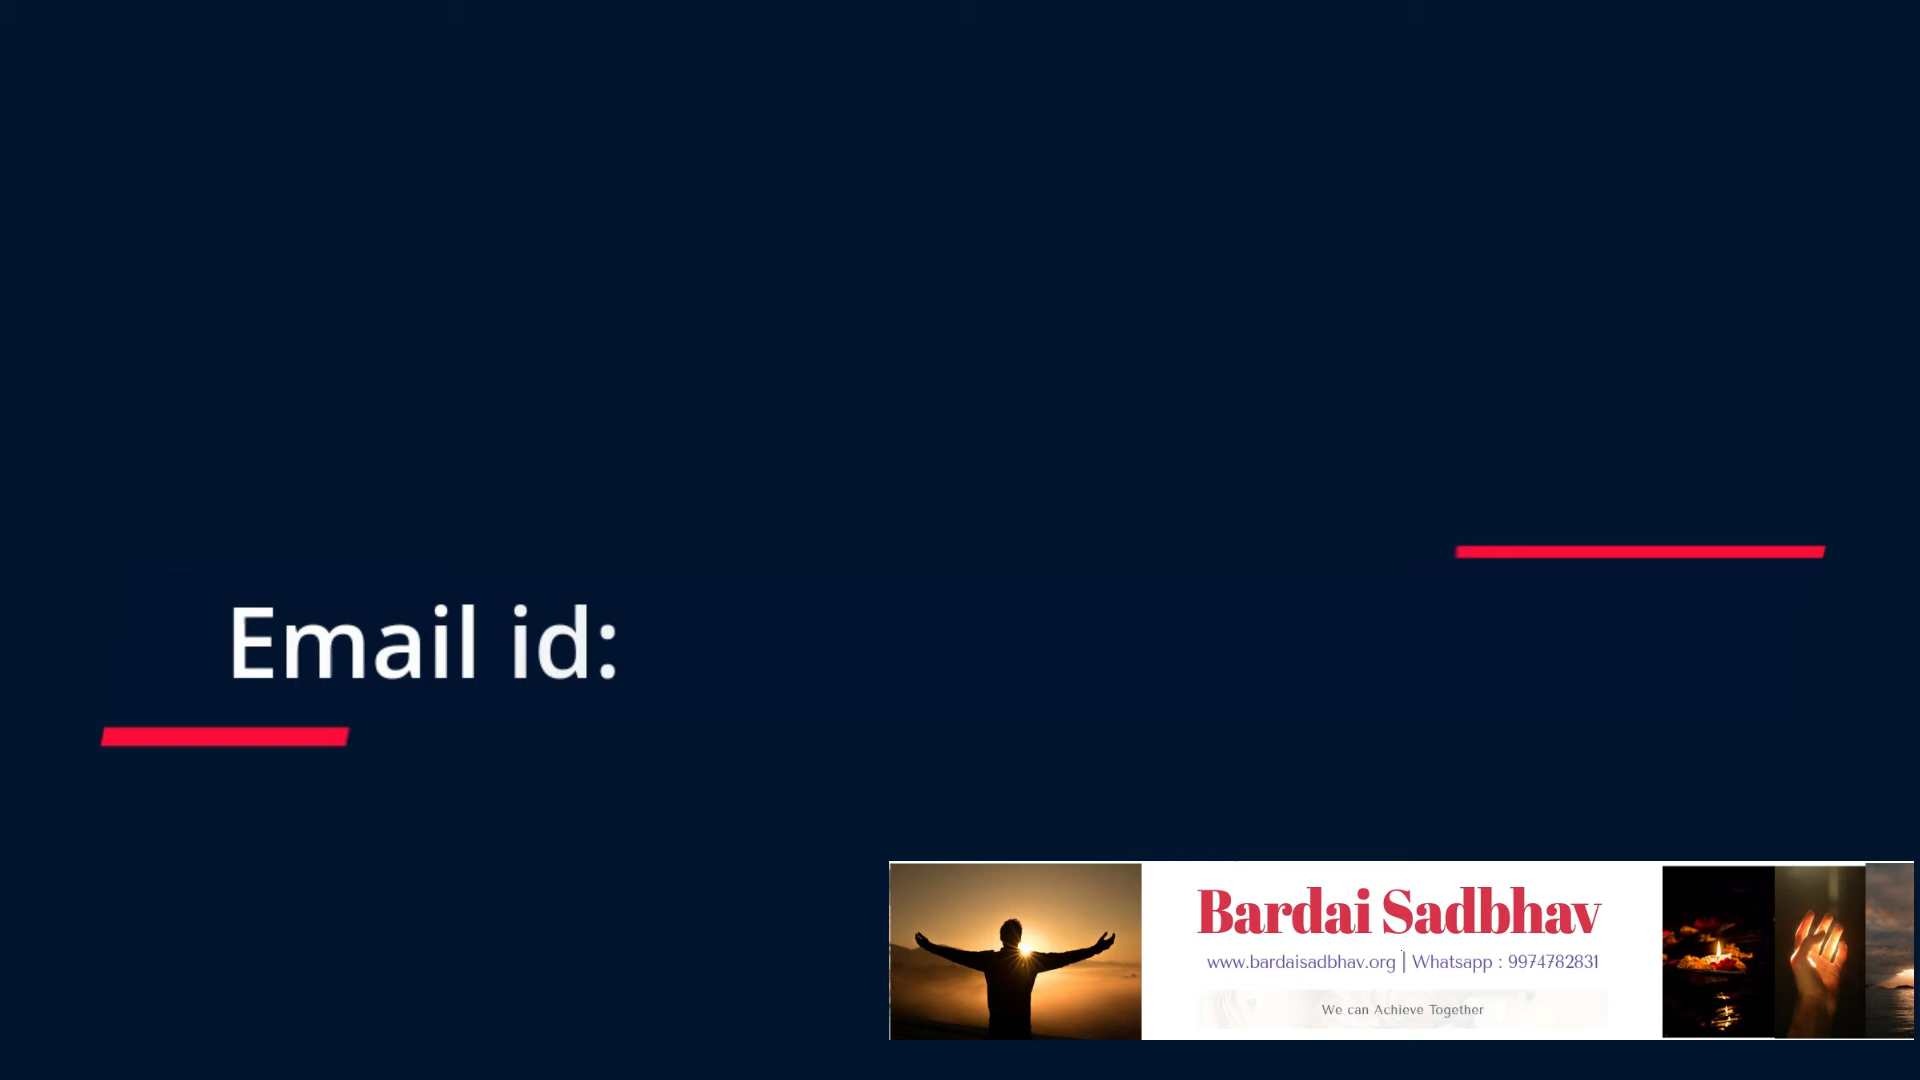 Email id:
Bardai Sadbhav
www.bardaisadbhav.org | Whatsapp : 9974782831
We can Achieve Together